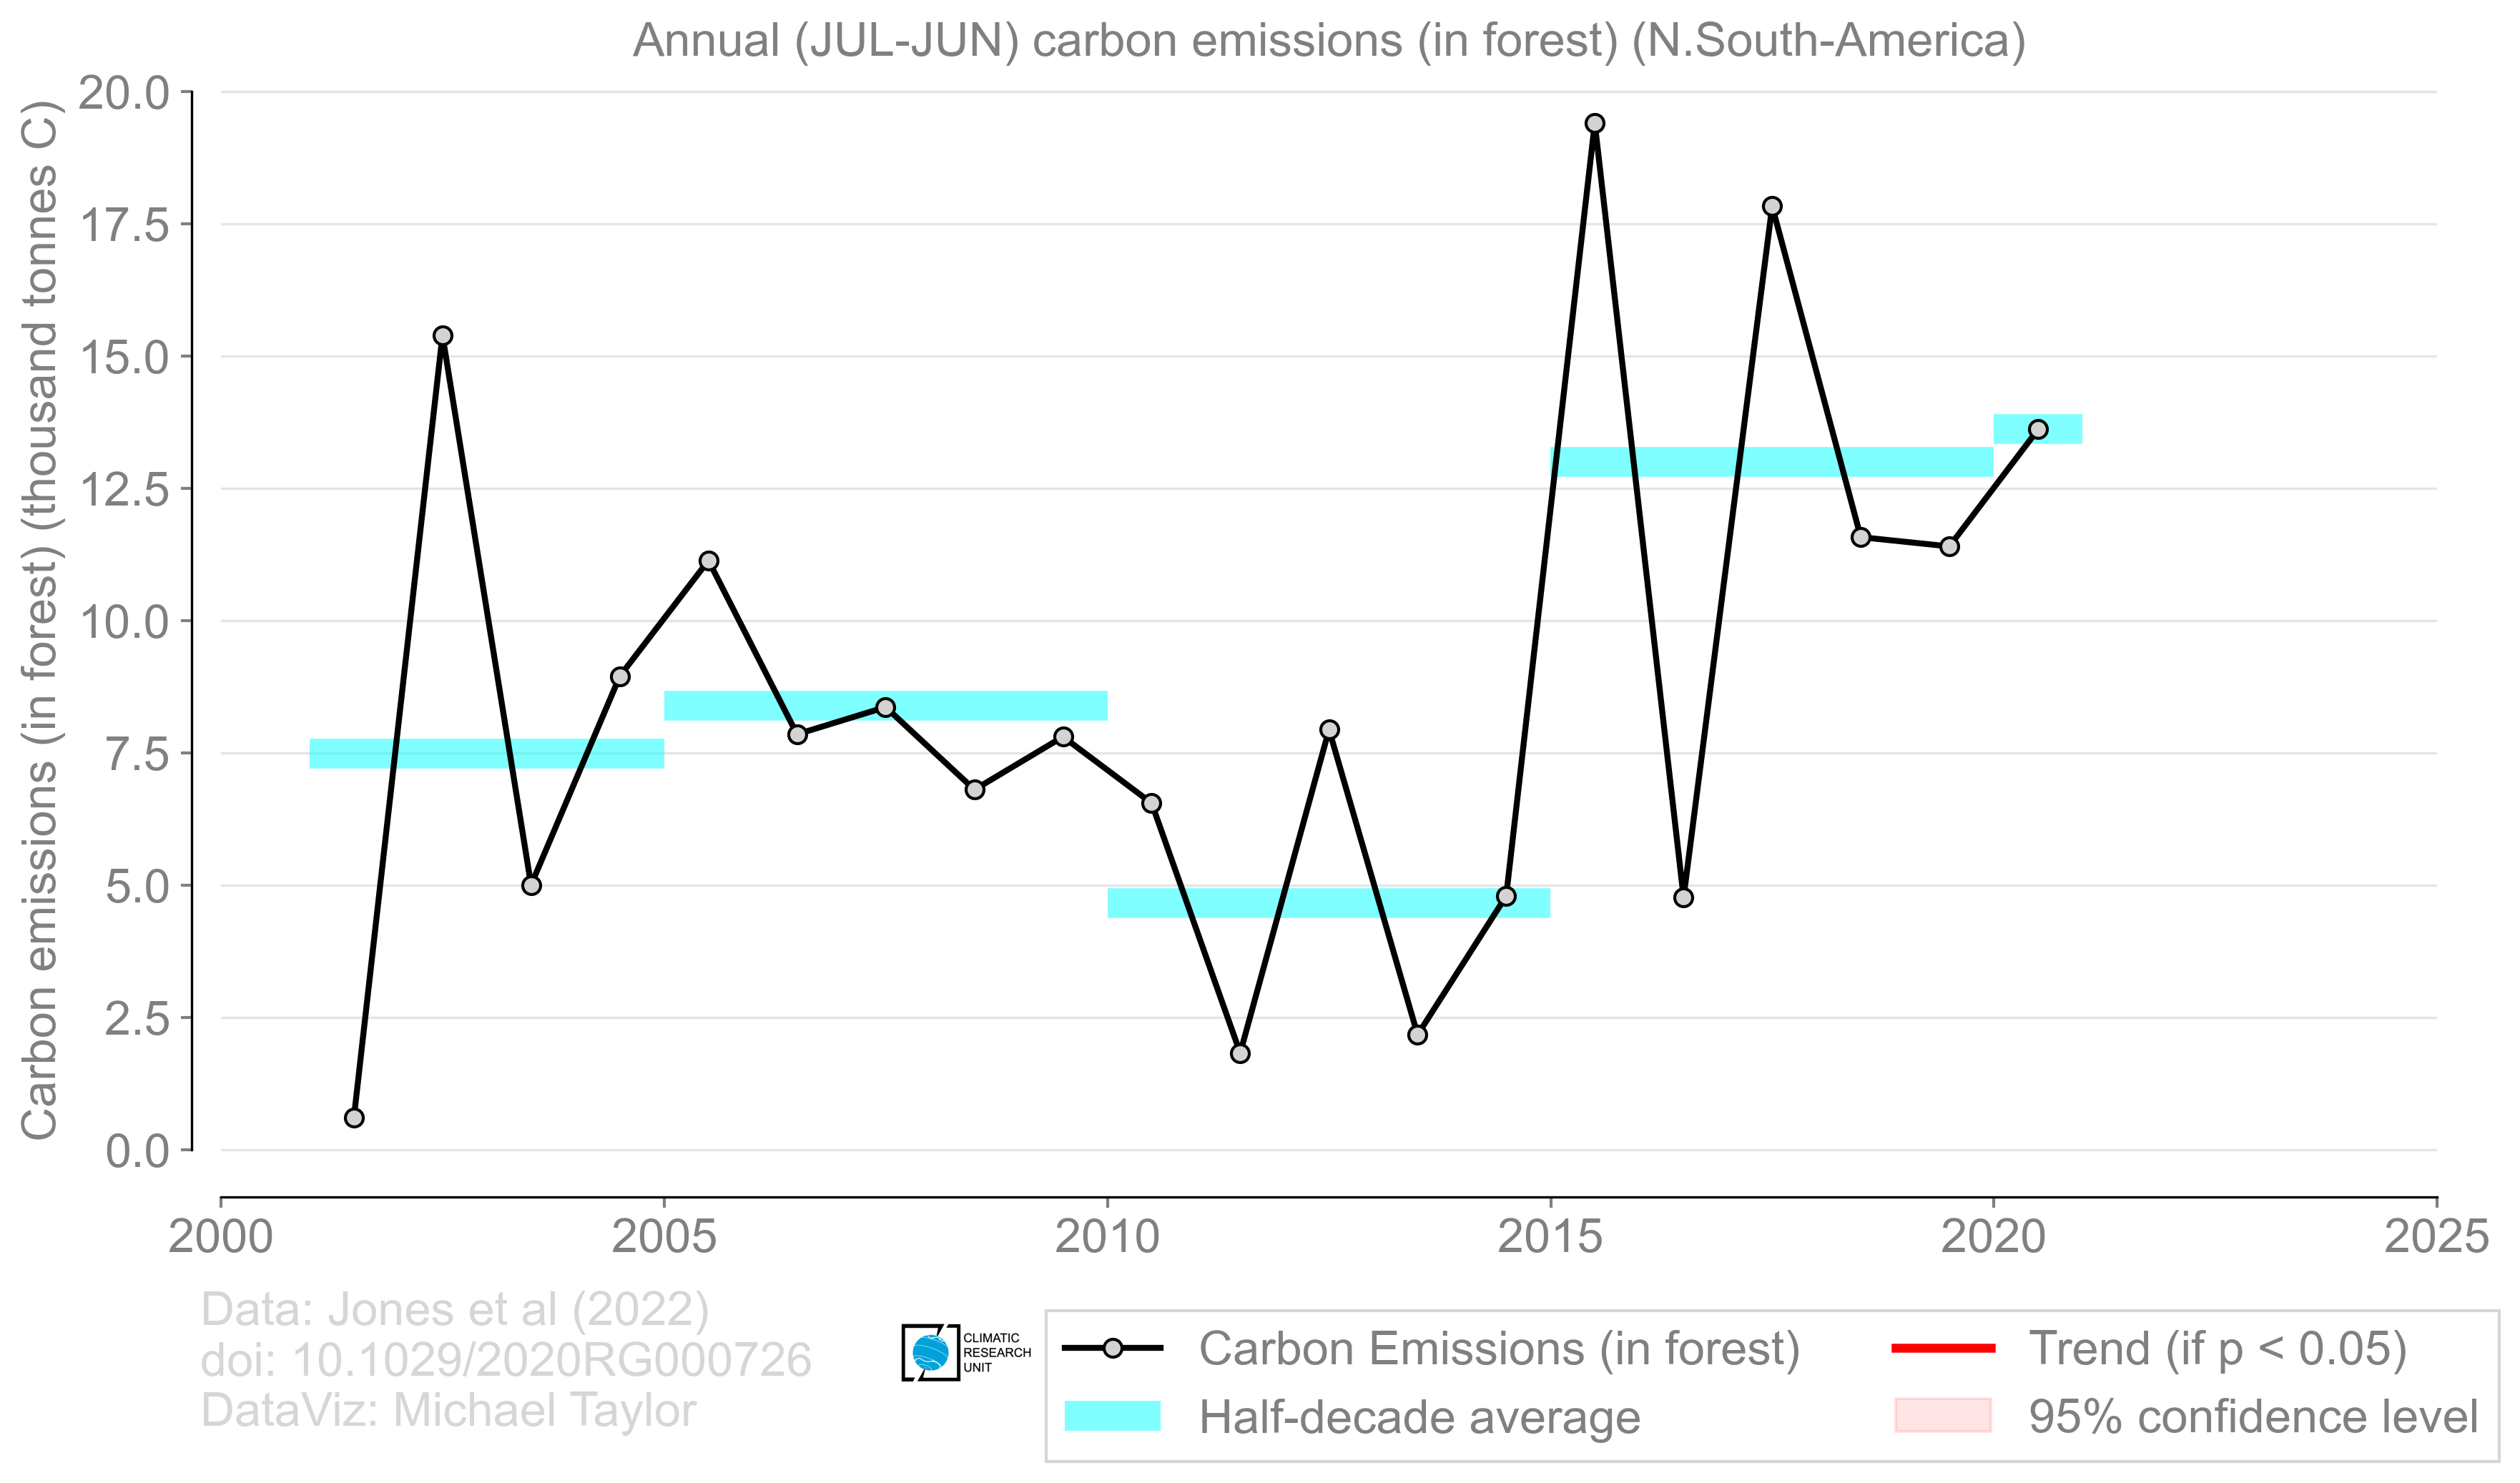 Annual (JUL-JUN) carbon emissions (in forest) (N.South-America)
Carbon emissions (in forest) (thousand tonnes C)
20.0
17.5
15.0
12.5
10.0
7.5
5.0
2.5
0.0
2000 2005 2010 2015 2020 2025
Data: Jones et al (2022)
doi: 10.1029/2020RG000726
DataViz: Michael Taylor
CLIMATIC
RESEARCH
UNIT
Carbon Emissions (in forest)
Half-decade average
Trend (if p < 0.05)
95% confidence level